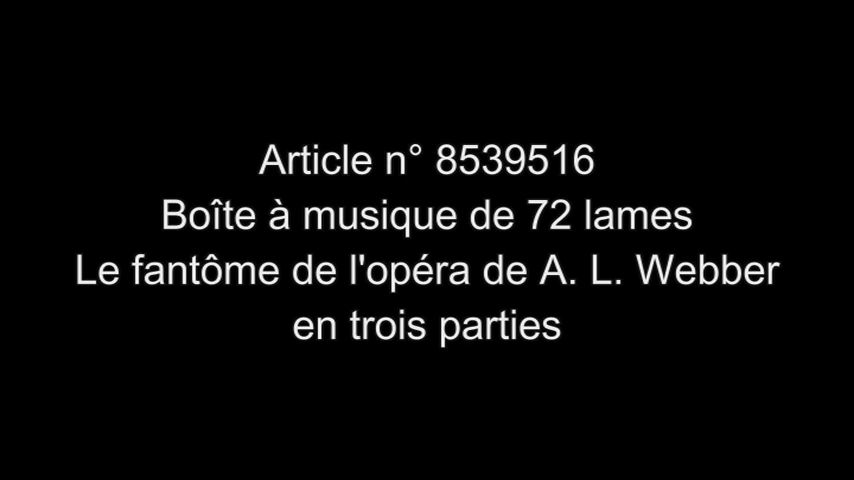 Article n° 8539516
Boîte à musique de 72 lames
Le fantôme de l'opéra de A. L. Webber
en trois parties